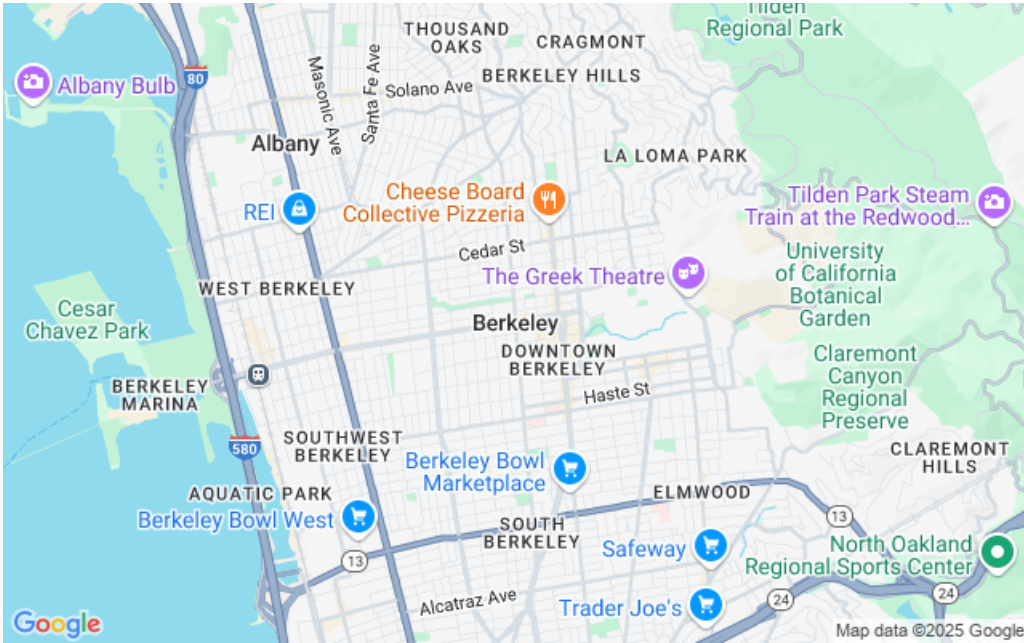 Tilden
Regional Park
THOUSAND
OAKS
CRAGMONT
BERKELEY HILLS
80
Albany Bulb
Masonic Ave
Santa Fe Ave
Solano Ave
Albany
LA LOMA PARK
Cheese Board
Collective Pizzeria
REI
Tilden Park Steam
Train at the Redwood...
Cedar St
University
of California
Botanical
Garden
The Greek Theatre
WEST BERKELEY
Cesar
Chavez Park
Berkeley
DOWNTOWN
BERKELEY
Claremont
Canyon
Regional
Preserve
BERKELEY
MARINA
Haste St
580
SOUTHWEST
BERKELEY
Berkeley Bowl
Marketplace
CLAREMONT
HILLS
AQUATIC PARK
Berkeley Bowl West
ELMWOOD
13
SOUTH
BERKELEY
Safeway
North Oakland
Regional Sports Center
13
Alcatraz Ave
Trader Joe's
24
24
Google
Map data ©2025 Google